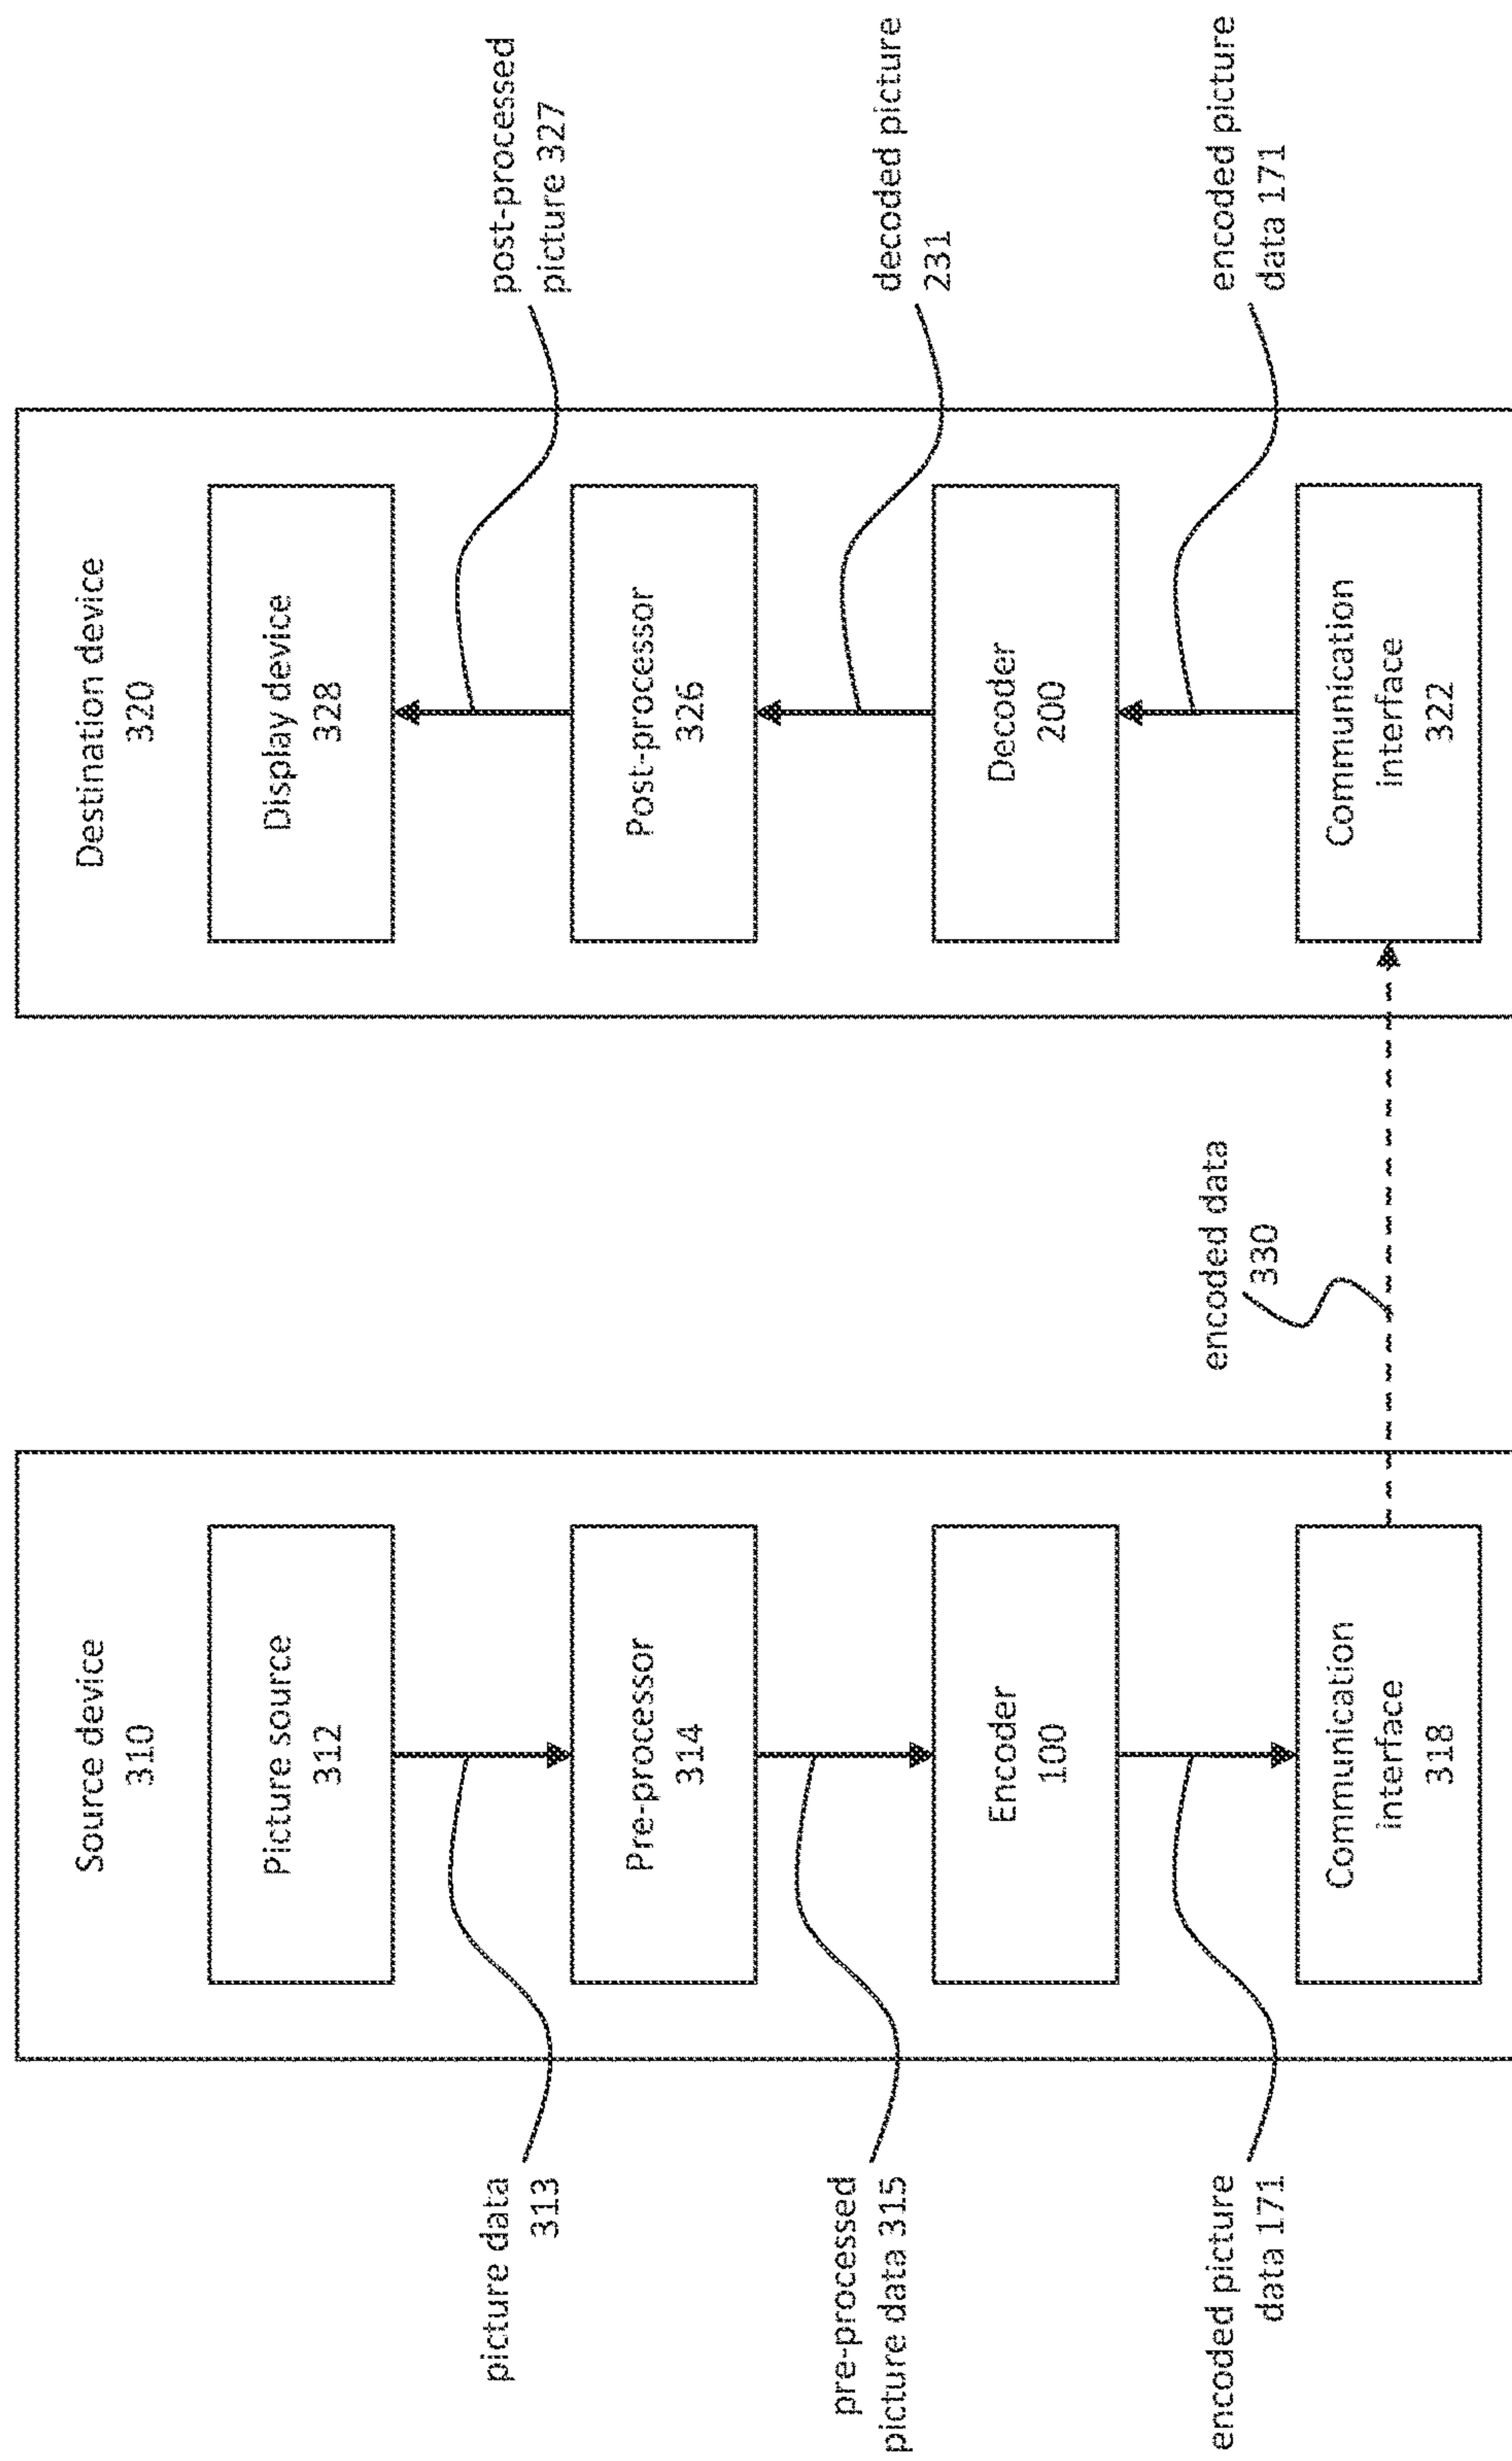 Source device
310
Picture source
312
picture data
313
Pre-processor
314
pre-processed
picture data 315
Encoder
100
encoded picture
data 171
Communication
interface
318
encoded data
330
Destination device
320
Display device
328
post-processed
picture 327
Post-processor
326
decoded picture
231
Decoder
200
encoded picture
data 171
Communication
interface
322